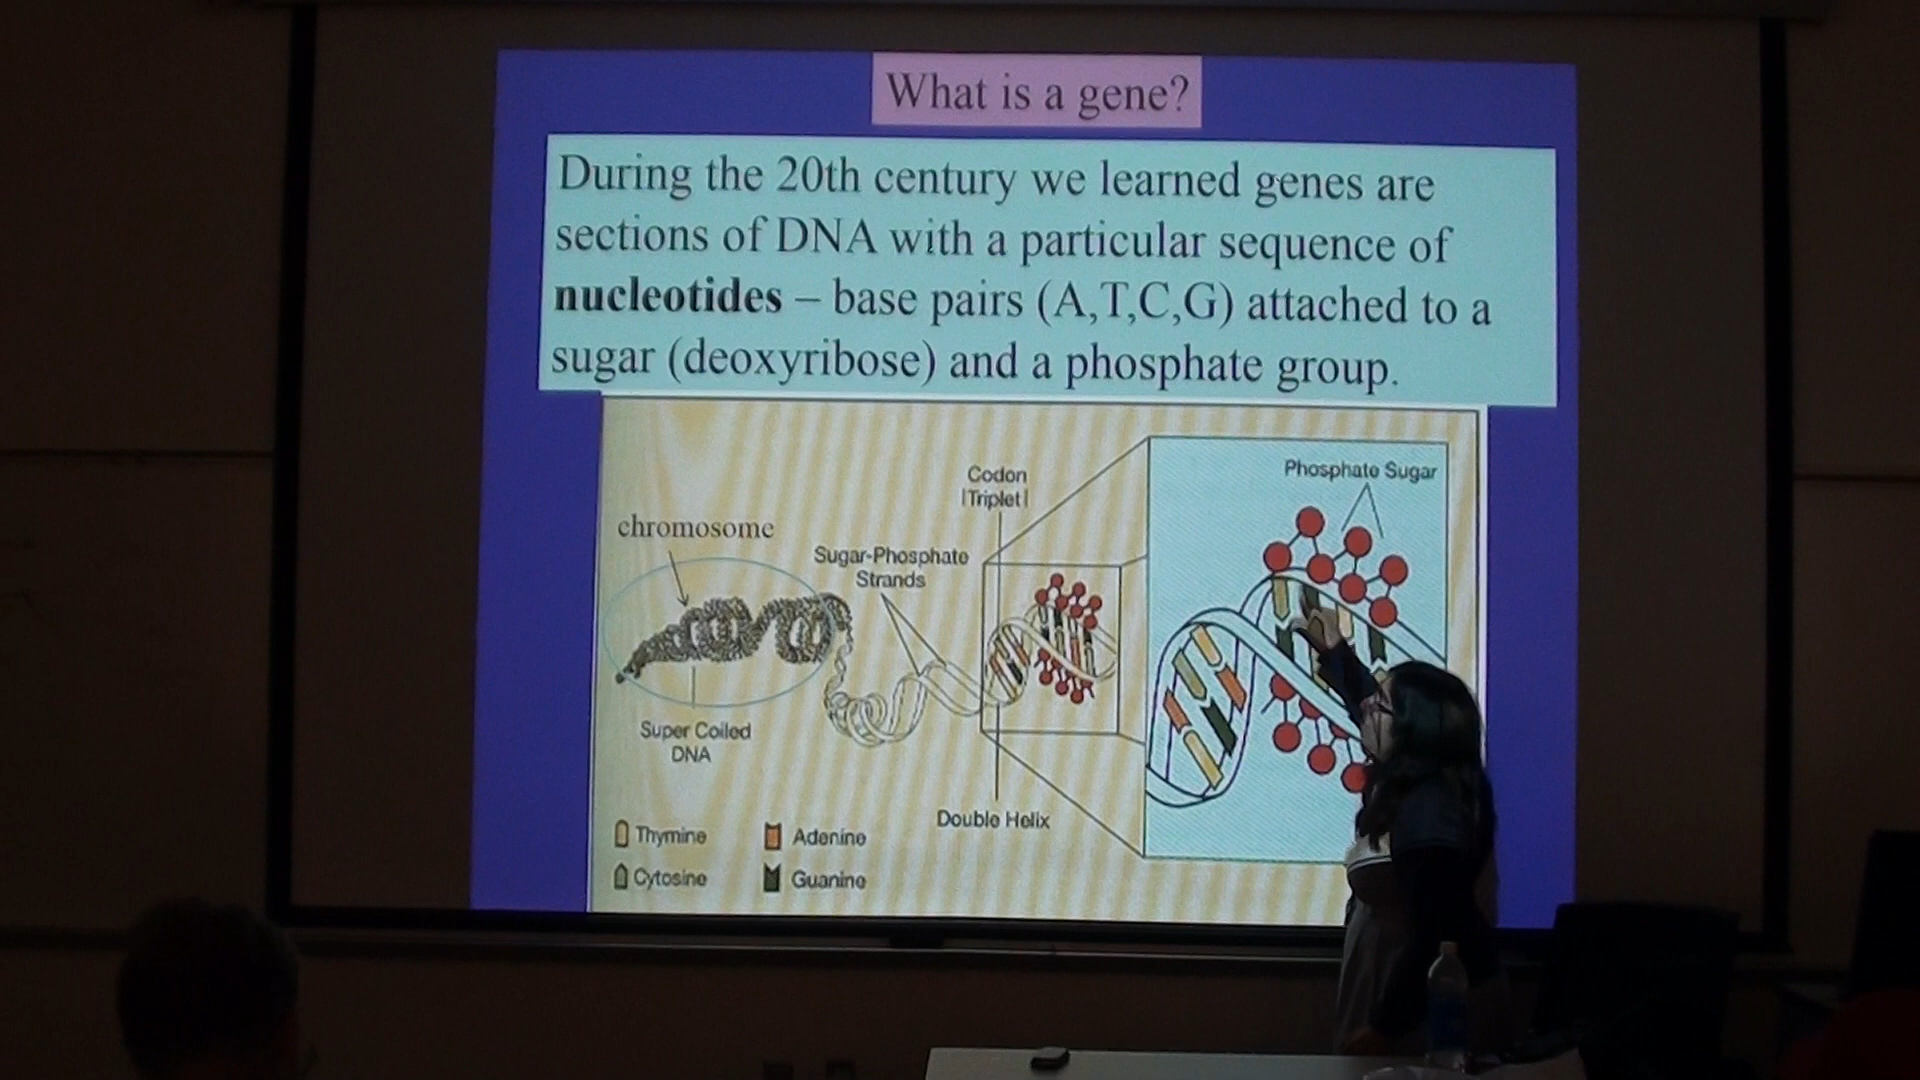 What is a gene?
During the 20th century we learned genes are
sections of DNA with a particular sequence of
nucleotides – base pairs (A,T,C,G) attached to a
sugar (deoxyribose) and a phosphate group.
Codon
|Triplet|
Phosphate Sugar
chromosome
Sugar-Phosphate
Strands
Super Coiled
DNA
Double Helix
Thymine
Adenine
Cytosine
Guanine